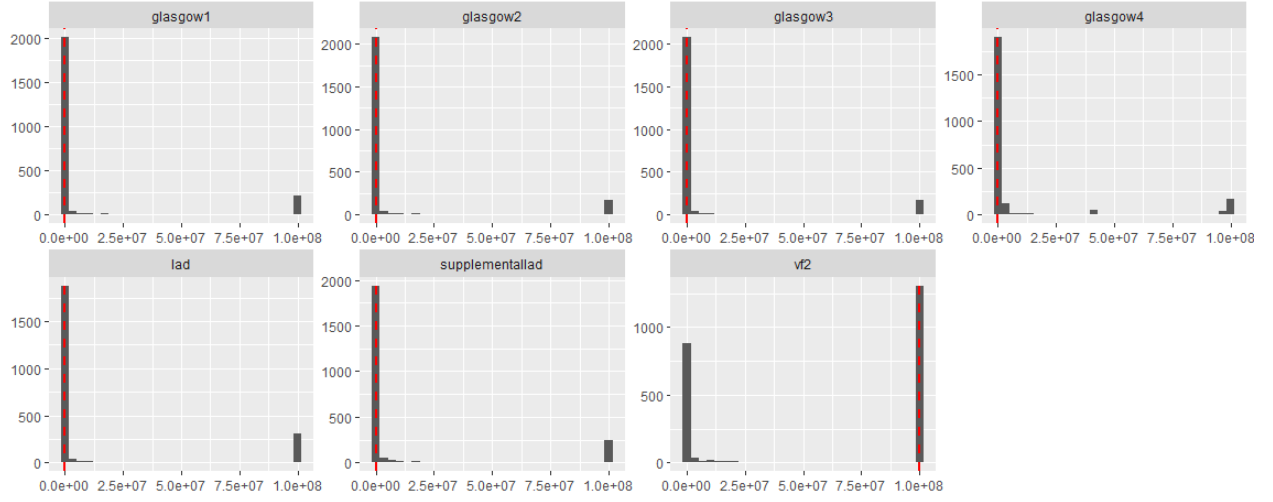 glasgow1 glasgow2 glasgow3 glasgow4
2000 2000 2000
1500 1500 1500 1500
1000 1000 1000 1000
500 500 500 500
0 0 0 0
0.0e+00 2.5e+07 5.0e+07 7.5e+07 1.0e+08 0.0e+00 2.5e+07 5.0e+07 7.5e+07 1.0e+08 0.0e+00 2.5e+07 5.0e+07 7.5e+07 1.0e+08 0.0e+00 2.5e+07 5.0e+07 7.5e+07 1.0e+08
lad supplementallad vf2
2000
1500 1500
1000 1000 1000
500 500 500
0 0 0
0.0e+00 2.5e+07 5.0e+07 7.5e+07 1.0e+08 0.0e+00 2.5e+07 5.0e+07 7.5e+07 1.0e+08 0.0e+00 2.5e+07 5.0e+07 7.5e+07 1.0e+08